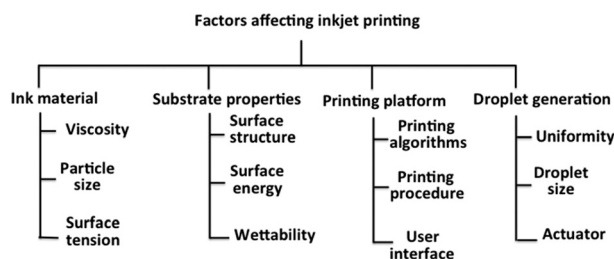 Factors affecting inkjet printing
Ink material
Viscosity
Particle
size
Surface
tension
Substrate properties
Surface
structure
Surface
energy
Wettability
Printing platform
Printing
algorithms
Printing
procedure
User
interface
Droplet generation
Uniformity
Droplet
size
Actuator